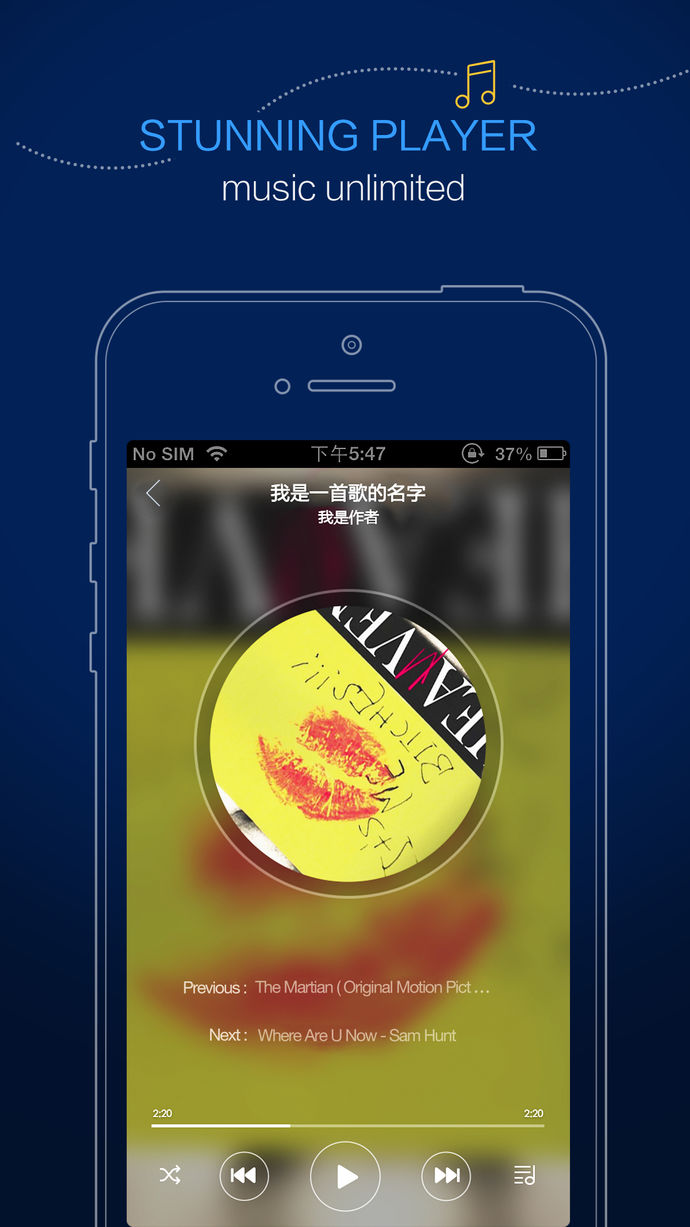 STUNNING PLAYER
music unlimited
No SIM 下午5:47 37%
我是一首歌的名字
我是作者
HEAVEN
BITCHES!!!
It's ME
Previous : The Martian ( Original Motion Pict ...
Next : Where Are U Now - Sam Hunt
2:20 2:20